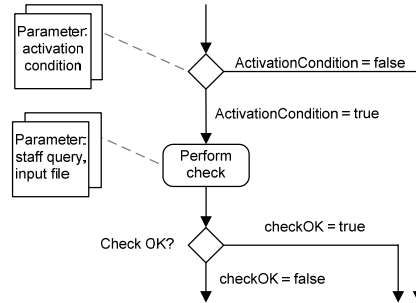 Parameter:
activation
condition
ActivationCondition = false
ActivationCondition = true
Parameter:
staff query,
input file
Perform
check
Check OK?
checkOK = true
checkOK = false